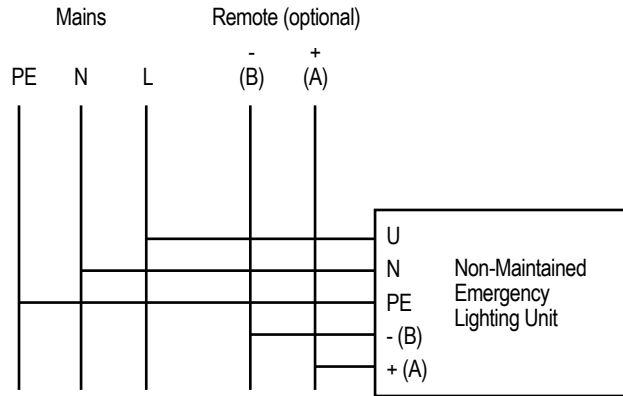 Mains Remote (optional)
- +
PE N L (B) (A)
U
N
PE
- (B)
+ (A)
Non-Maintained
Emergency
Lighting Unit